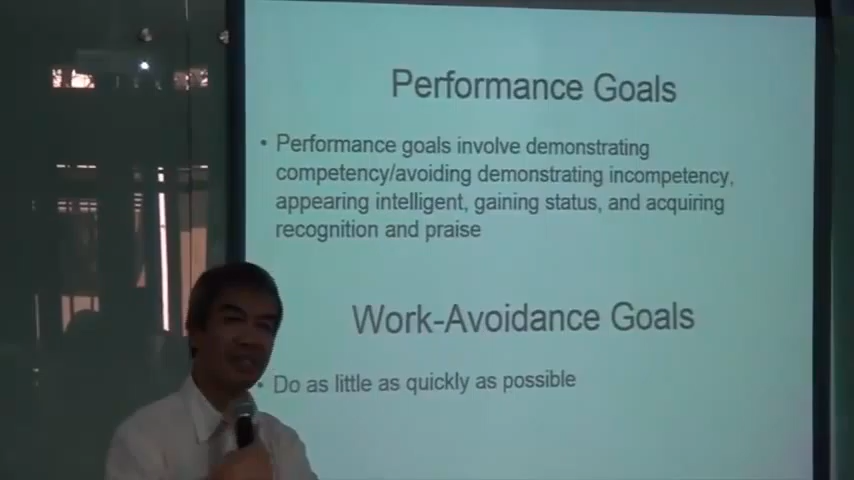 Performance Goals
• Performance goals involve demonstrating
competency/avoiding demonstrating incompetency,
appearing intelligent, gaining status, and acquiring
recognition and praise
Work-Avoidance Goals
• Do as little as quickly as possible